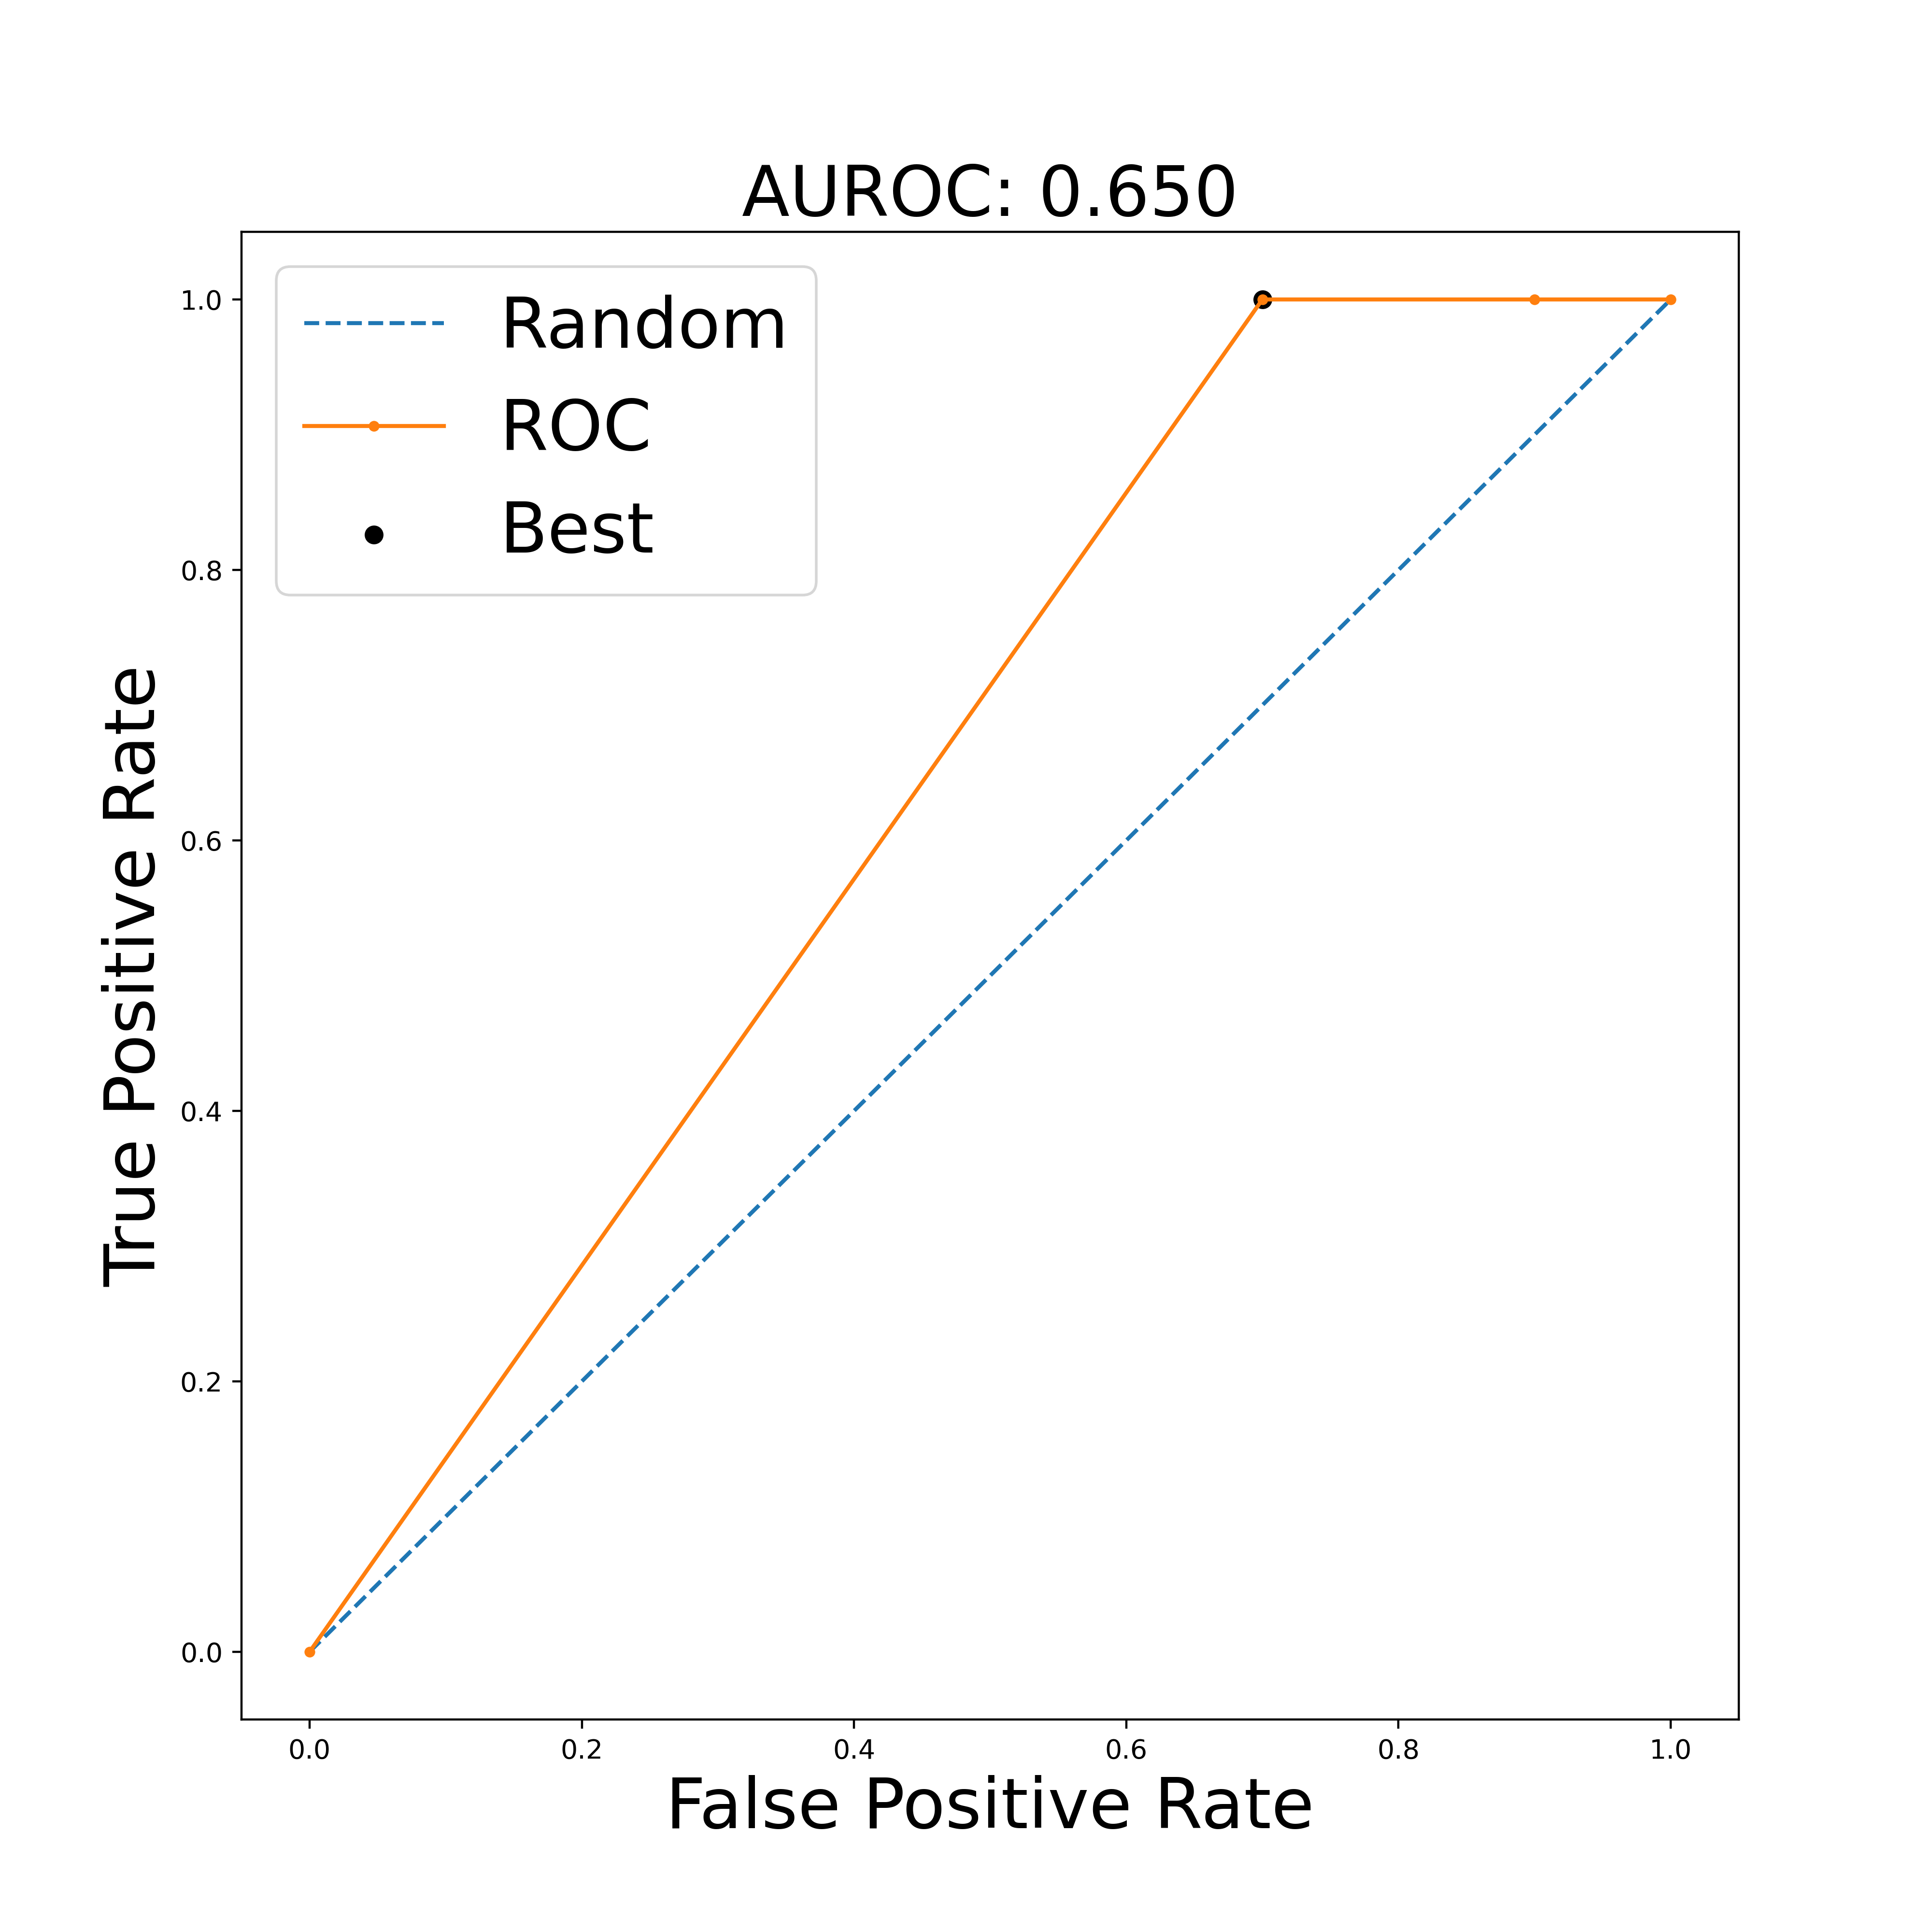 AUROC: 0.650
Random
ROC
Best
True Positive Rate
1.0
0.8
0.6
0.4
0.2
0.0
0.0 0.2 0.4 0.6 0.8 1.0
False Positive Rate